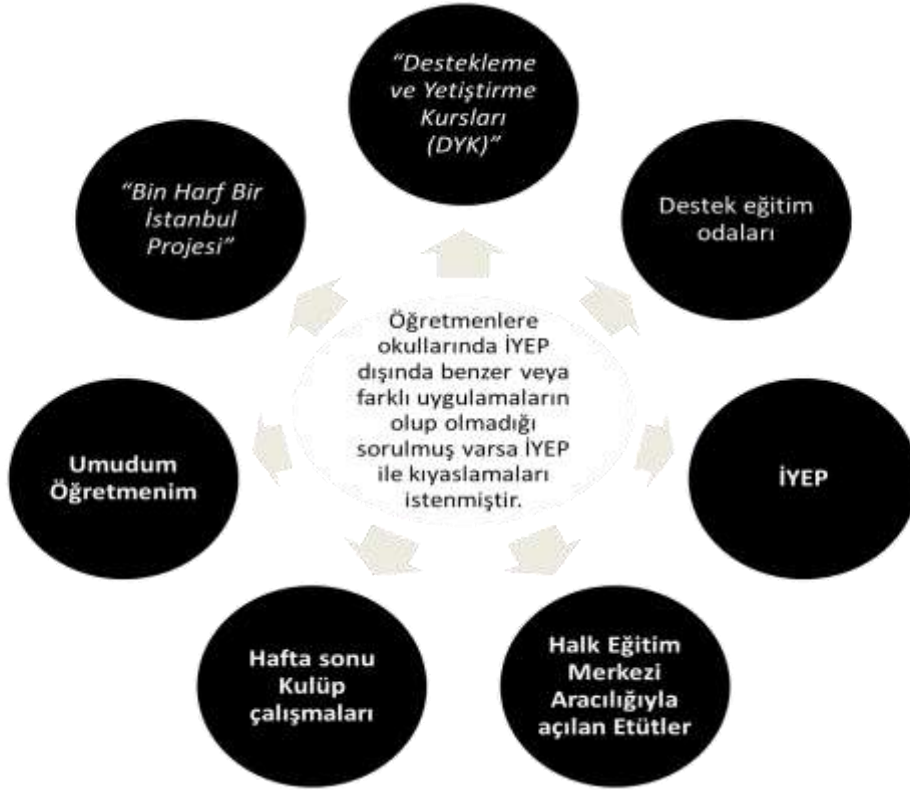 “Destekleme
ve Yetiştirme
Kursları
(DYK)”
“Bin Harf Bir
İstanbul
Projesi”
Destek eğitim
odaları
Öğretmenlere
okullarında İYEP
dışında benzer veya
farklı uygulamaların
olup olmadığı
sorulmuş varsa İYEP
ile kıyaslamaları
istenmiştir.
Umudum
Öğretmenim
İYEP
Hafta sonu
Kulüp
çalışmaları
Halk Eğitim
Merkezi
Aracılığıyla
açılan Etütler